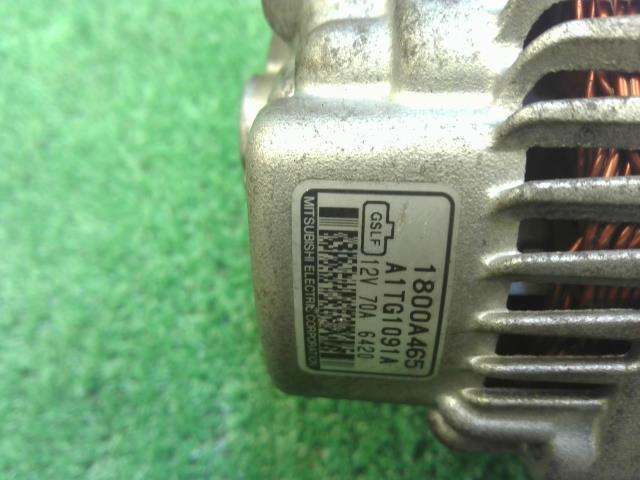 1800A465
GSLF
A1TG1091A
12V 70A 6420
MITSUBISHI ELECTRIC CORPORATION